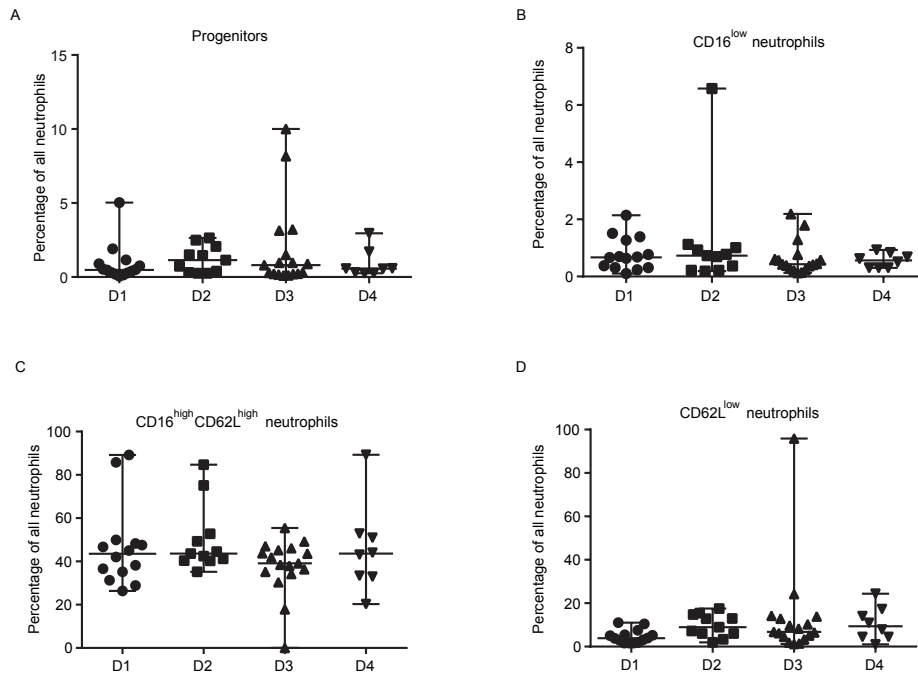 A
Progenitors
Percentage of all neutrophils
15
10
5
0
D1 D2 D3 D4
B
CD16low neutrophils
Percentage of all neutrophils
8
6
4
2
0
D1 D2 D3 D4
C
CD16highCD62Lhigh neutrophils
Percentage of all neutrophils
100
80
60
40
20
0
D1 D2 D3 D4
D
CD62Llow neutrophils
Percentage of all neutrophils
100
80
60
40
20
0
D1 D2 D3 D4